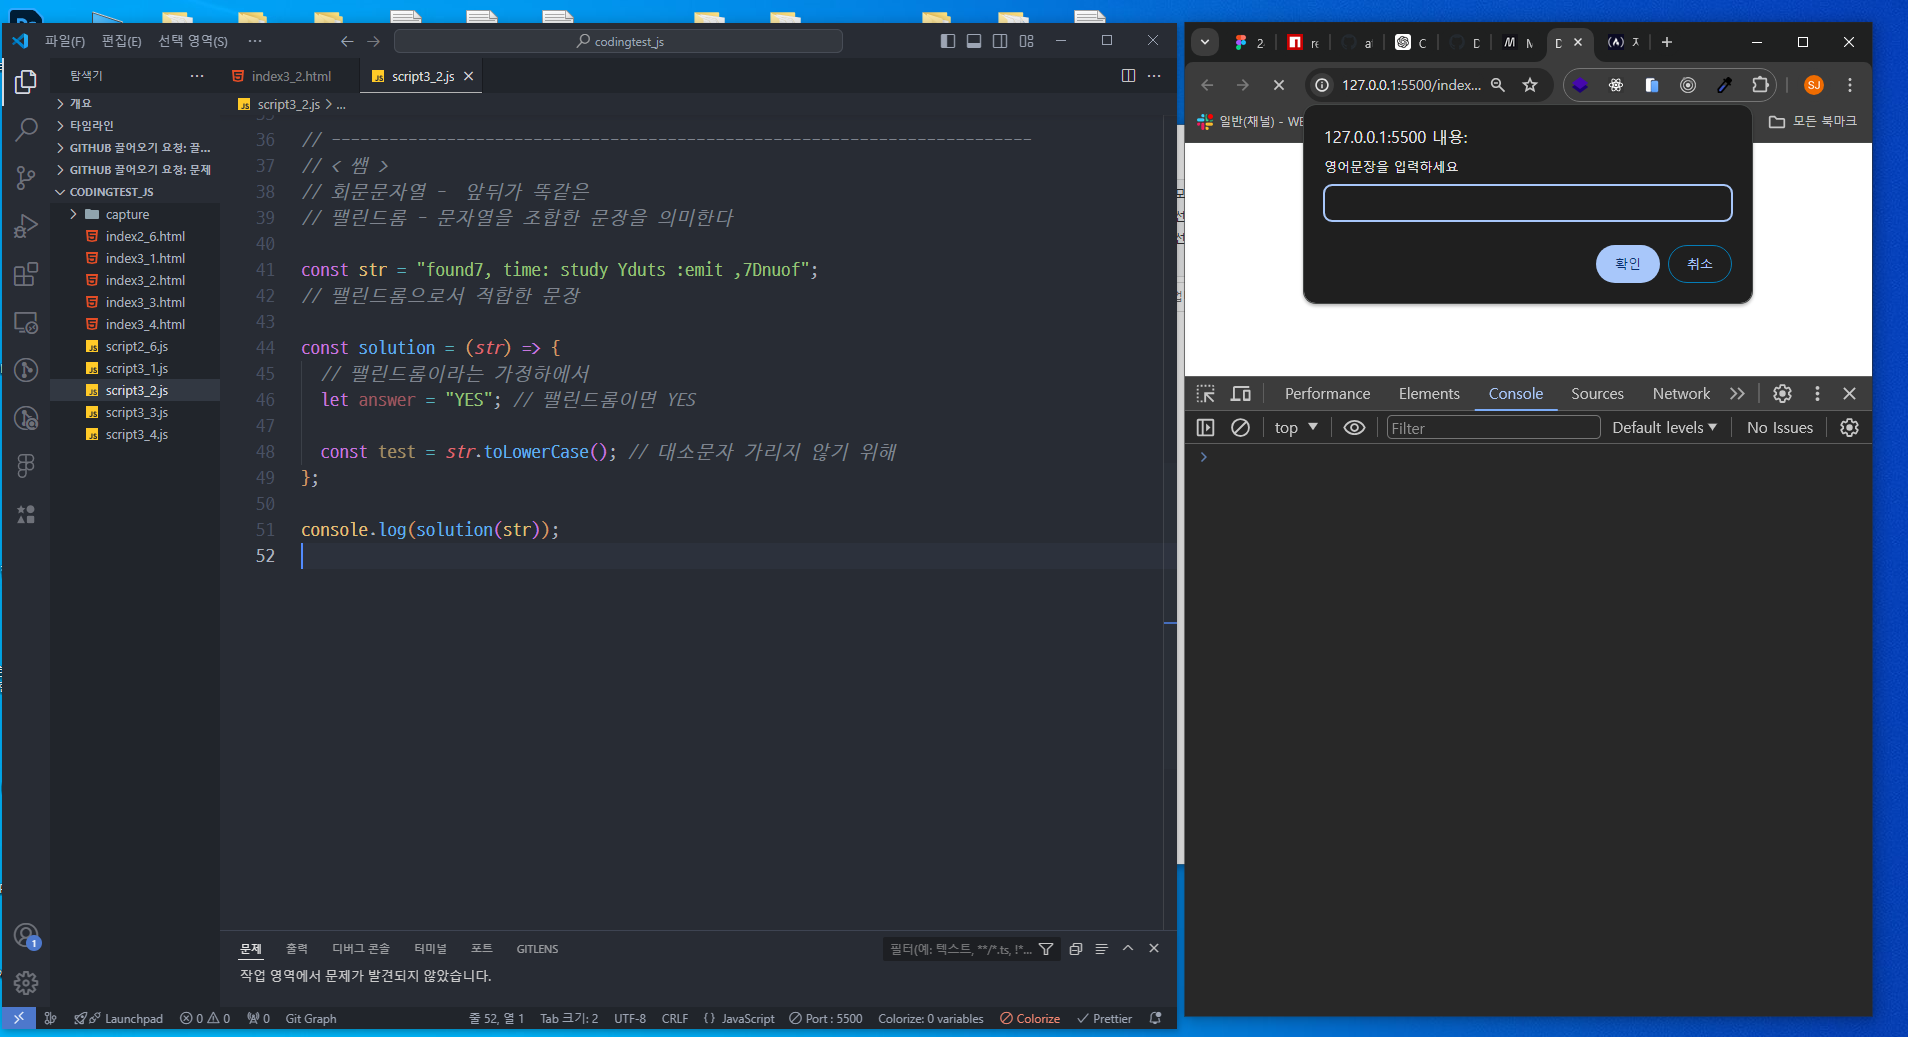 파일(F) 편집(E) 선택 영역(S) ···
codingtest_js
탐색기 ···
개요
타임라인
GITHUB 끌어오기 요청: 끌...
GITHUB 끌어오기 요청: 문제
CODINGTEST_JS
capture
index2_6.html
index3_1.html
index3_2.html
index3_3.html
index3_4.html
script2_6.js
script3_1.js
script3_2.js
script3_3.js
script3_4.js
index3_2.html
script3_2.js
script3_2.js > ...
36 // -------------------------------------------------------------------------
37 // < 쌤 >
38 // 회문문자열 - 앞뒤가 똑같은
39 // 팰린드롬 - 문자열을 조합한 문장을 의미한다
40
41 const str = "found7, time: study Yduts :emit ,7Dnuof";
42 // 팰린드롬으로서 적합한 문장
43
44 const solution = (str) => {
45 // 팰린드롬이라는 가정하에서
46 let answer = "YES"; // 팰린드롬이면 YES
47
48 const test = str.toLowerCase(); // 대소문자 가리지 않기 위해
49 };
50
51 console.log(solution(str));
52
문제 출력 디버그 콘솔 터미널 포트 GITLENS
필터(예: 텍스트, **/*.ts, !*...
작업 영역에서 문제가 발견되지 않았습니다.
1
Launchpad 0 0 0 Git Graph
줄 52, 열 1 Tab 크기: 2 UTF-8 CRLF {} JavaScript Port : 5500 Colorize: 0 variables Colorize Prettier
127.0.0.1:5500/index...
SJ
일반(채널) - WE
모든 북마크
127.0.0.1:5500 내용:
영어문장을 입력하세요
확인 취소
Performance Elements Console Sources Network
top Filter Default levels No Issues